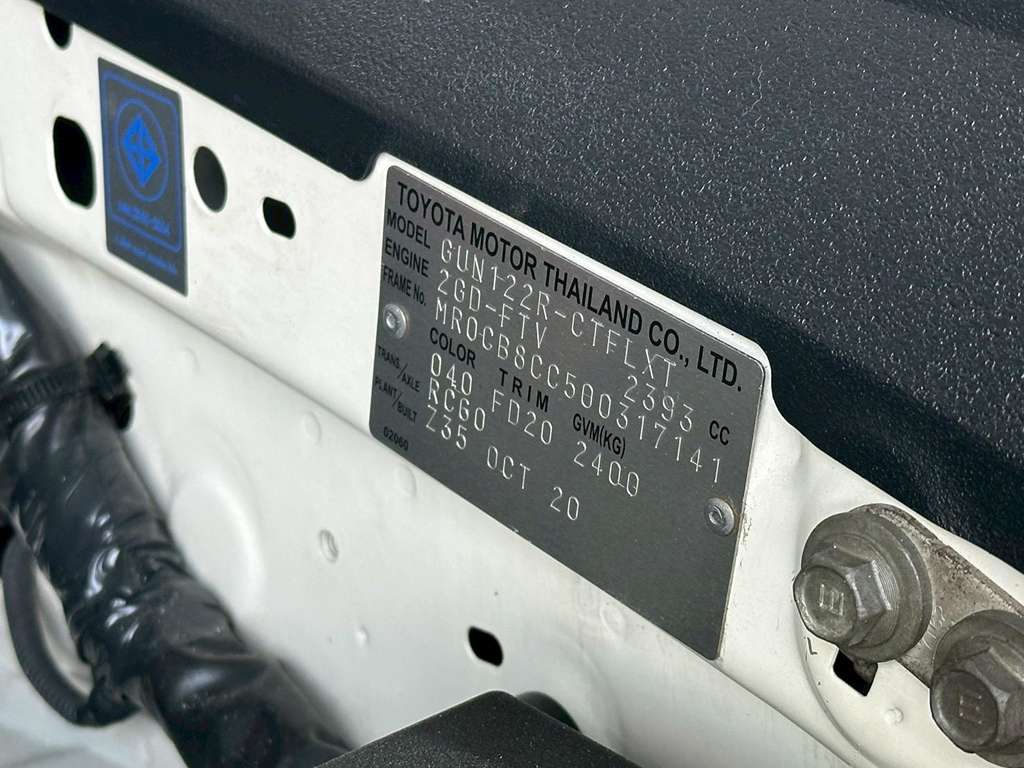 TOYOTA MOTOR THAILAND CO., LTD.
MODEL GUN122R-CTFLXT
ENGINE 2GD-FTV 2393 CC
FRAME No. MR0CB8CC500317141
COLOR TRIM GVM(KG)
040 FD20 2400
TRANS/AXLE RC60
PLANT/BUILT Z35 OCT 20
02060
L